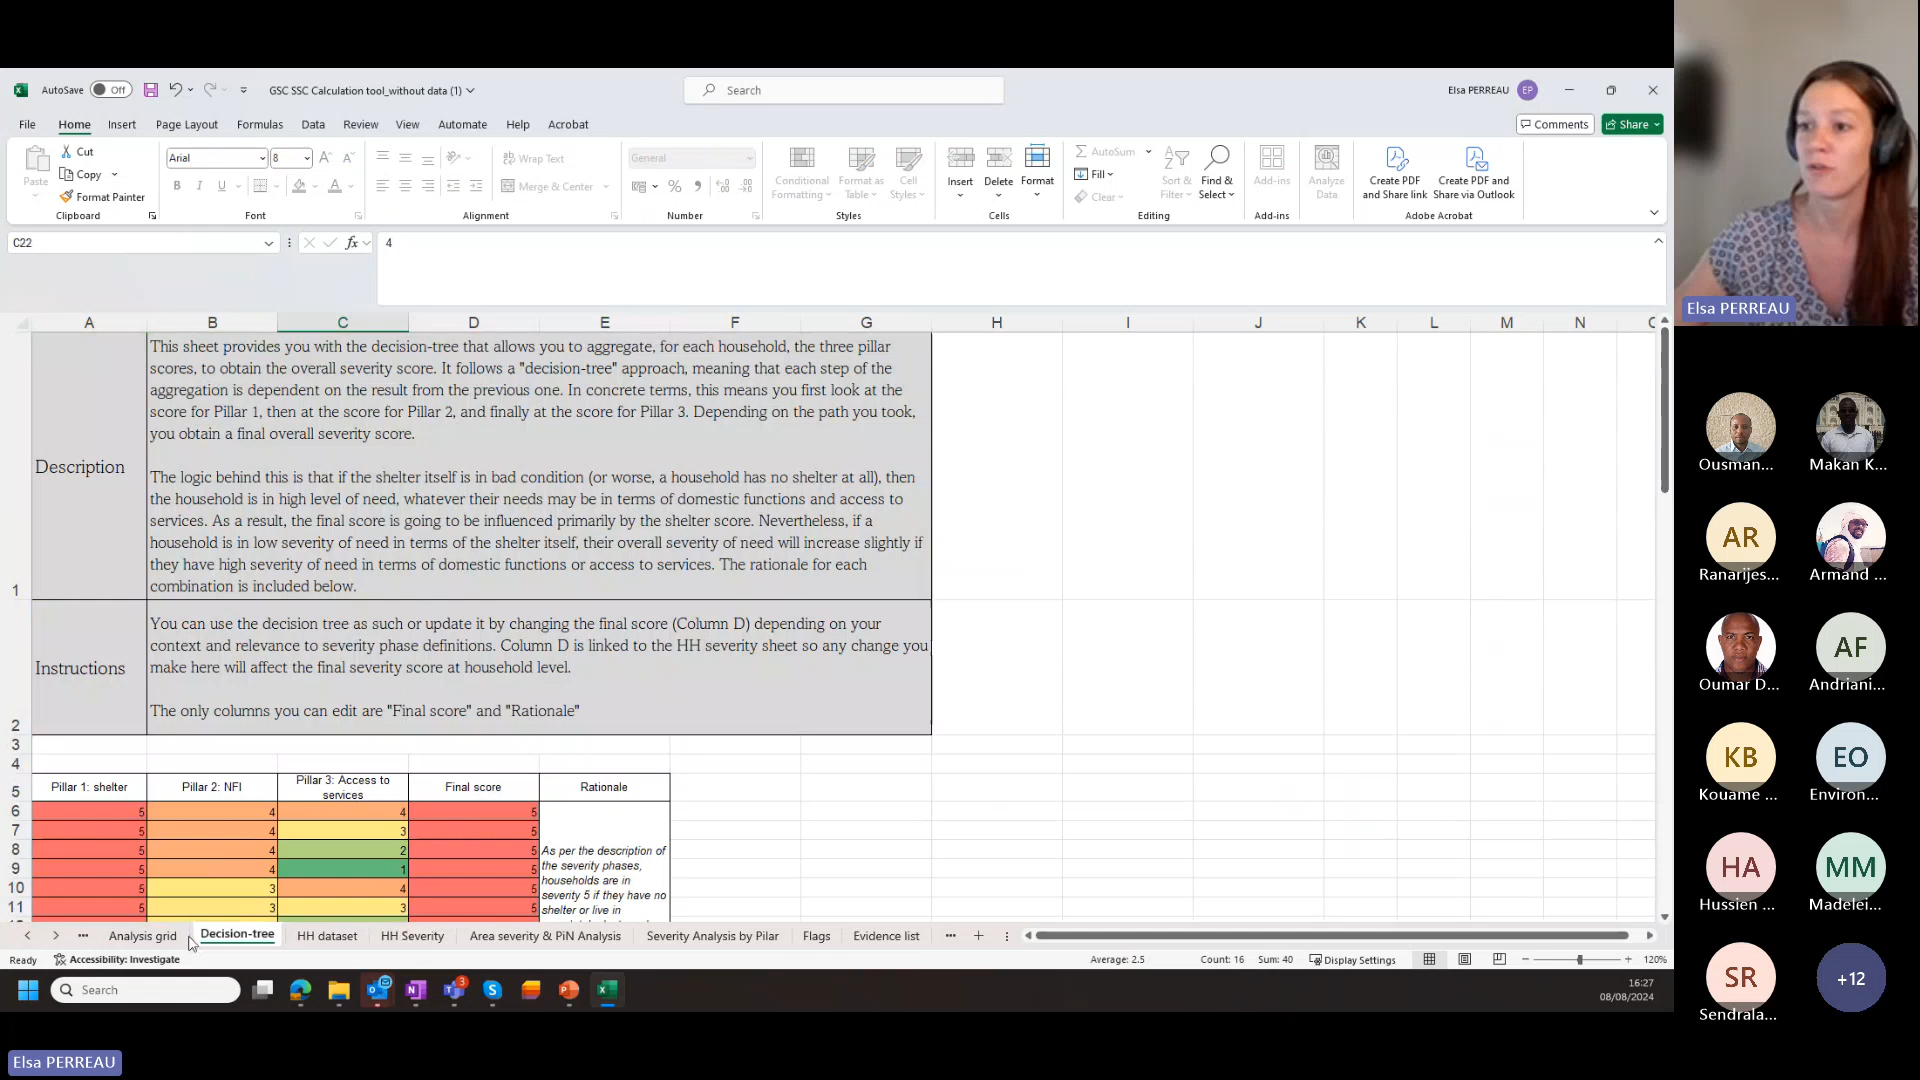 AutoSave Off GSC SSC Calculation tool_without data (1) Search Elsa PERREAU EP
File Home Insert Page Layout Formulas Data Review View Automate Help Acrobat Comments Share
Paste Cut Copy Format Painter Clipboard
Arial 8 B I U Font
Wrap Text Merge & Center Alignment
General % Number
Conditional Formatting Format as Table Cell Styles Styles
Insert Delete Format Cells
AutoSum Fill Clear Sort & Filter Find & Select Editing
Add-ins Add-ins
Analyze Data
Create PDF and Share link Create PDF and Share via Outlook Adobe Acrobat
C22 fx 4
A B C D E F G H I J K L M N
1 Description
This sheet provides you with the decision-tree that allows you to aggregate, for each household, the three pillar
scores, to obtain the overall severity score. It follows a "decision-tree" approach, meaning that each step of the
aggregation is dependent on the result from the previous one. In concrete terms, this means you first look at the
score for Pillar 1, then at the score for Pillar 2, and finally at the score for Pillar 3. Depending on the path you took,
you obtain a final overall severity score.
The logic behind this is that if the shelter itself is in bad condition (or worse, a household has no shelter at all), then
the household is in high level of need, whatever their needs may be in terms of domestic functions and access to
services. As a result, the final score is going to be influenced primarily by the shelter score. Nevertheless, if a
household is in low severity of need in terms of the shelter itself, their overall severity of need will increase slightly if
they have high severity of need in terms of domestic functions or access to services. The rationale for each
combination is included below.
2 Instructions
You can use the decision tree as such or update it by changing the final score (Column D) depending on your
context and relevance to severity phase definitions. Column D is linked to the HH severity sheet so any change you
make here will affect the final severity score at household level.
The only columns you can edit are "Final score" and "Rationale"
3
4
5 Pillar 1: shelter Pillar 2: NFI Pillar 3: Access to services Final score Rationale
6 5 4 4 5
7 5 4 3 5
8 5 4 2 5
9 5 4 1 5
10 5 3 4 5
11 5 3 3 5
As per the description of
the severity phases,
households are in
severity 5 if they have no
shelter or live in
Analysis grid Decision-tree HH dataset HH Severity Area severity & PiN Analysis Severity Analysis by Pilar Flags Evidence list
Ready Accessibility: Investigate Average: 2.5 Count: 16 Sum: 40 Display Settings 120%
Search 3 16:27
08/08/2024
Elsa PERREAU
Elsa PERREAU
Ousman... Makan K...
AR
Ranarijes... Armand ...
AF
Oumar D... Andriani...
KB EO
Kouame ... Environ...
HA MM
Hussien ... Madelei...
SR +12
Sendrala...